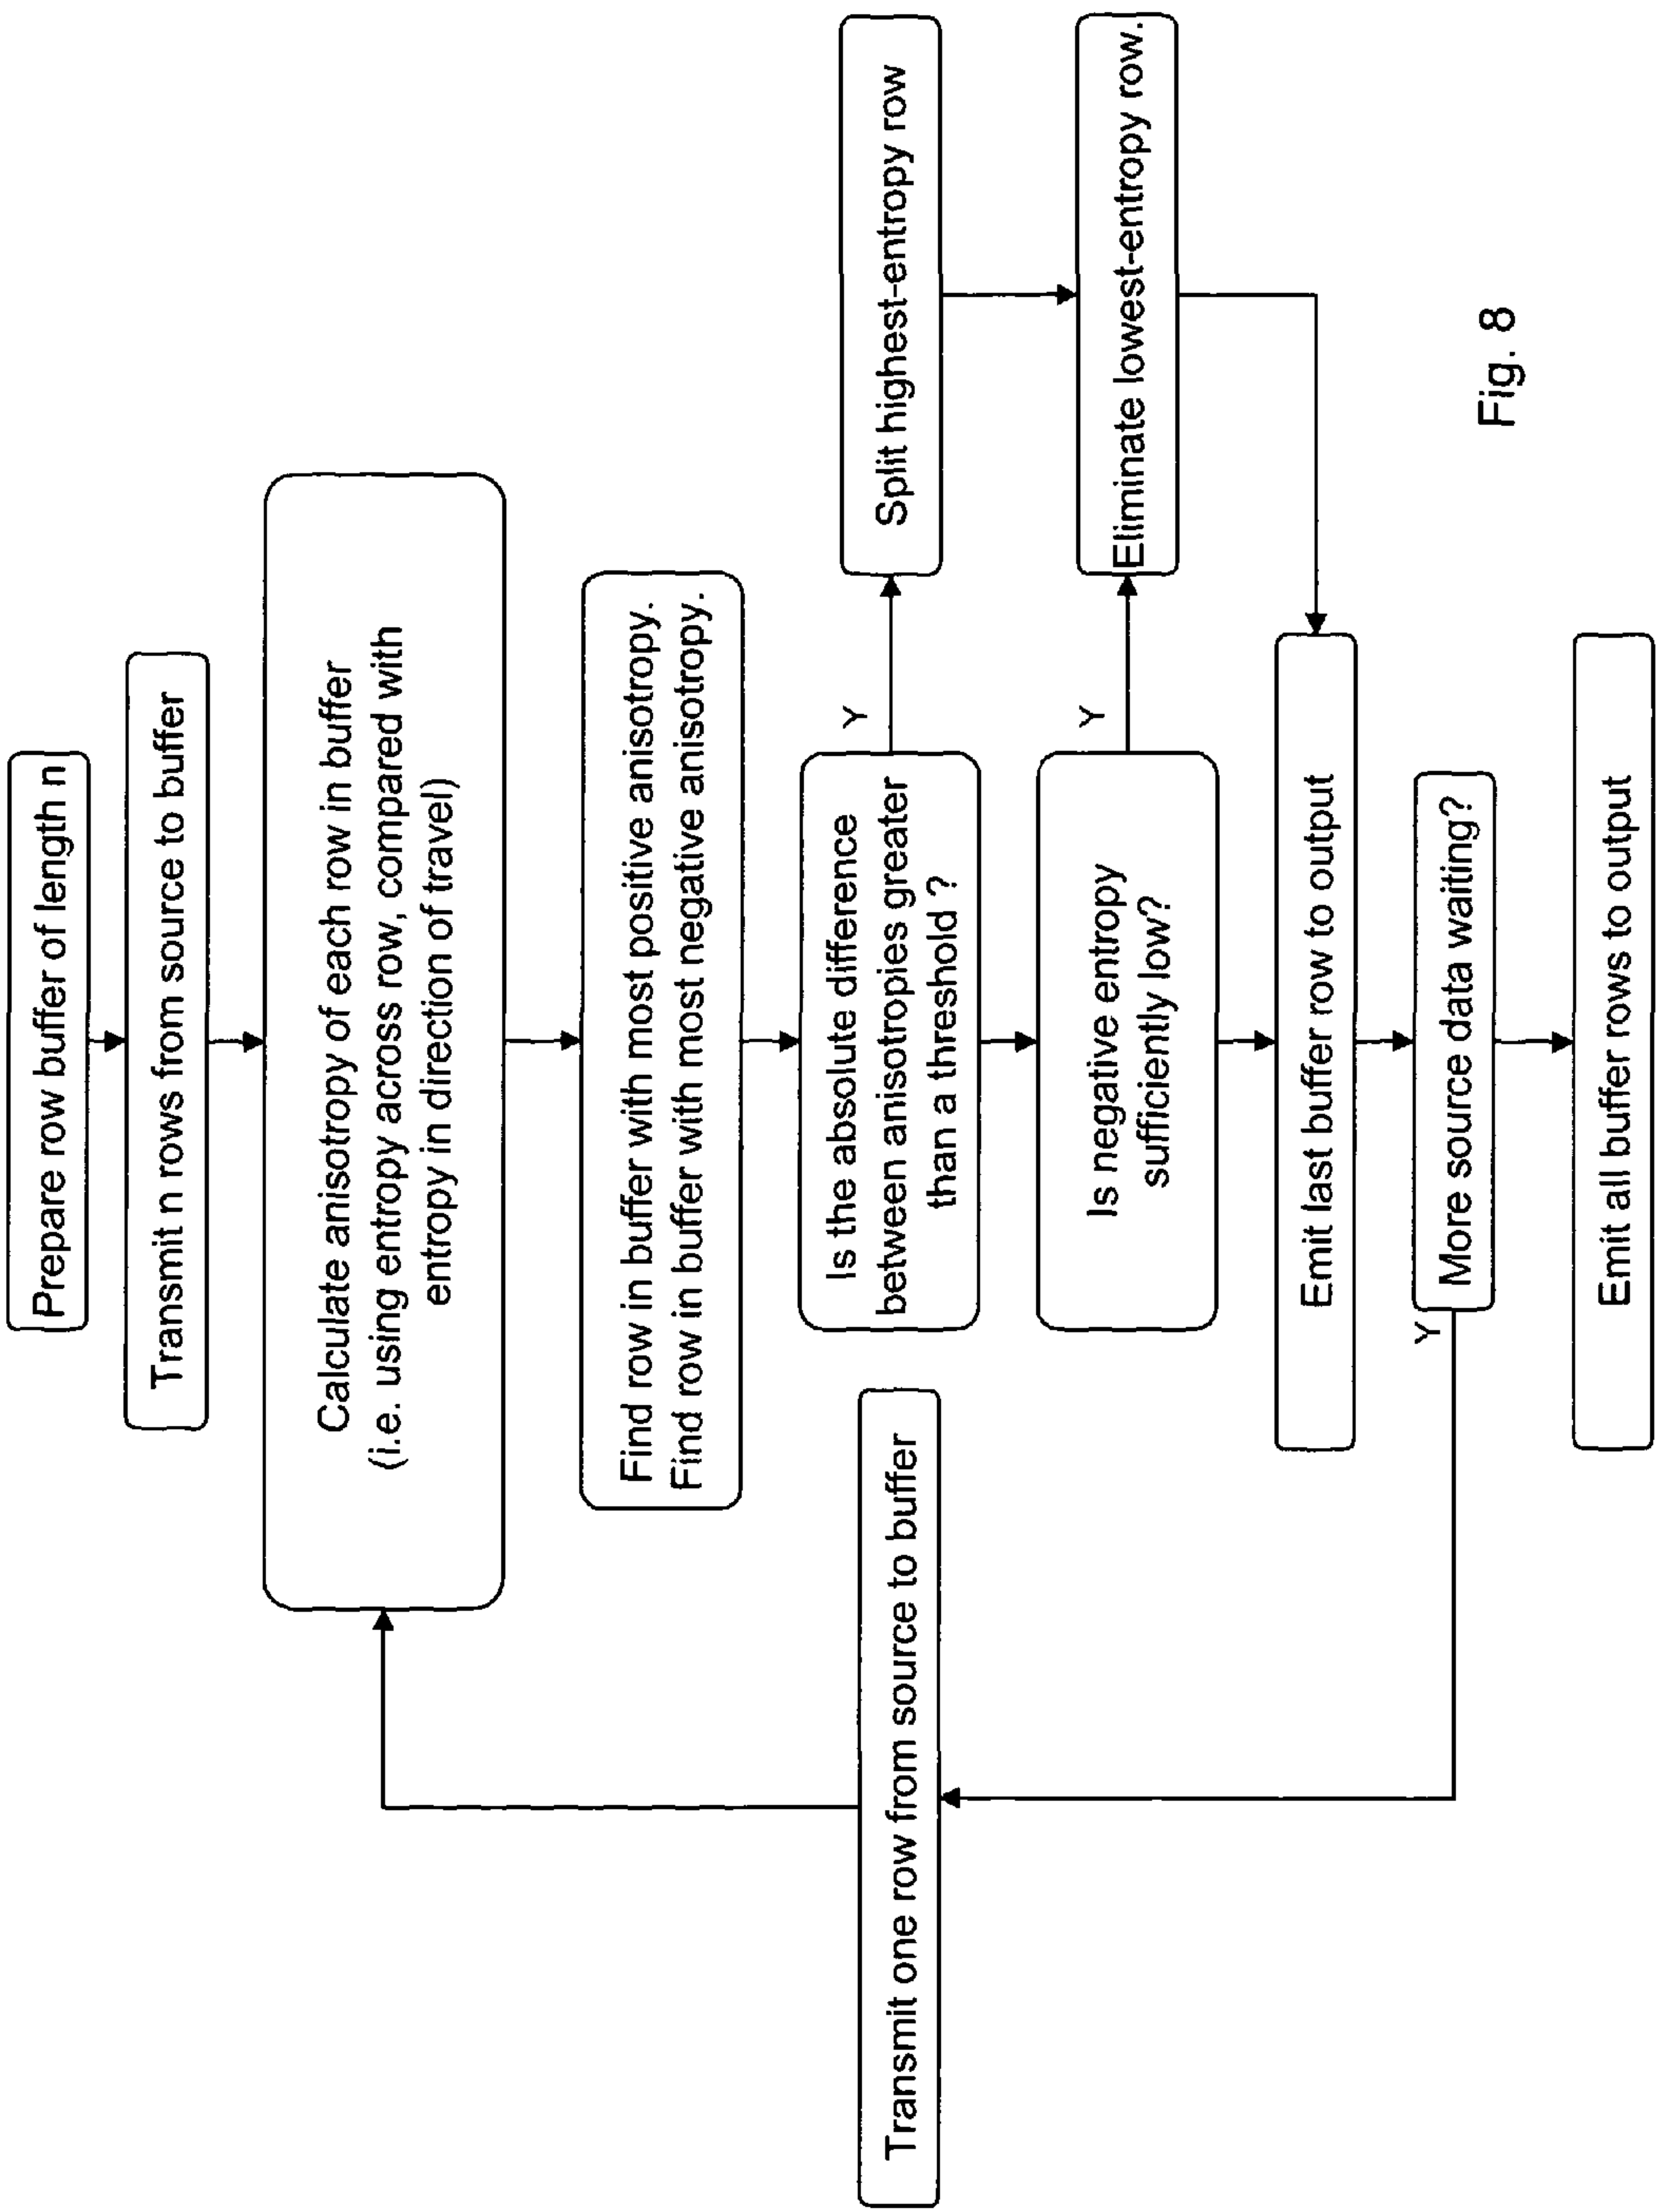 Prepare row buffer of length n
Transmit n rows from source to buffer
Calculate anisotropy of each row in buffer
(i.e. using entropy across row, compared with
entropy in direction of travel)
Find row in buffer with most positive anisotropy.
Find row in buffer with most negative anisotropy.
Is the absolute difference
between anisotropies greater
than a threshold ?
Y
Split highest-entropy row
Is negative entropy
sufficiently low?
Y
Eliminate lowest-entropy row.
Transmit one row from source to buffer
Emit last buffer row to output
More source data waiting?
Y
Emit all buffer rows to output
Fig. 8